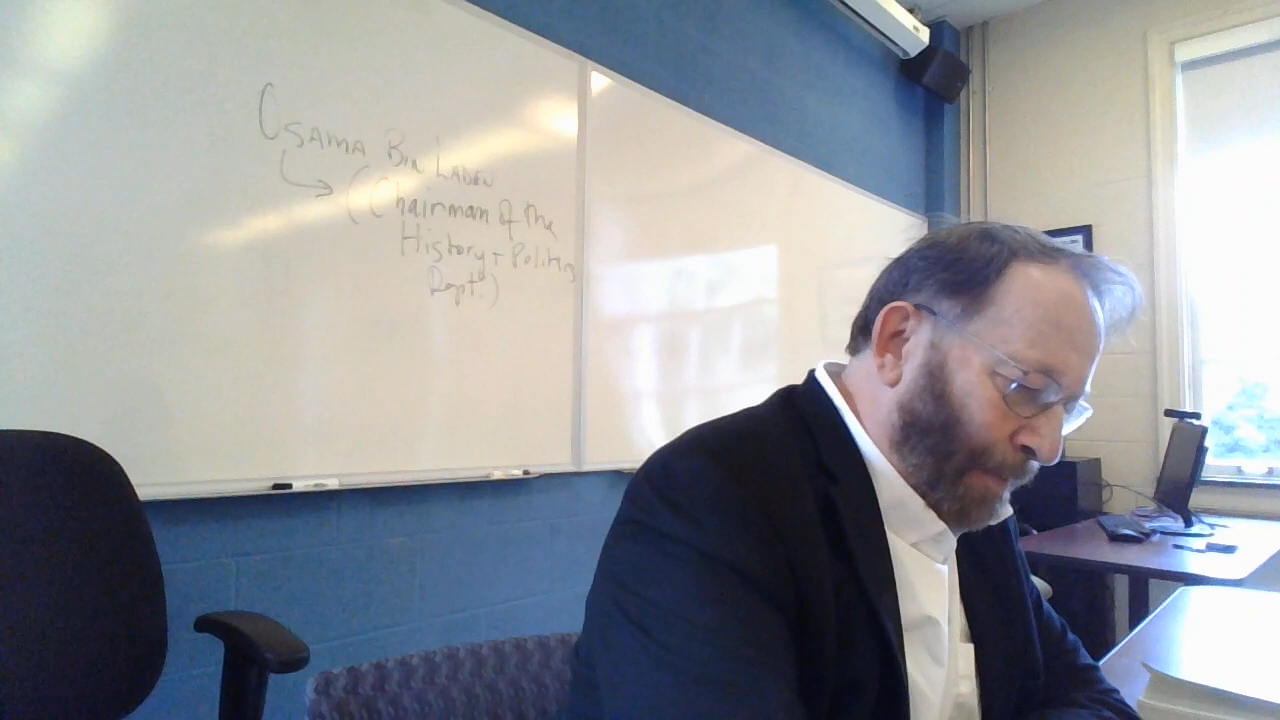 Osama Bin Laden
(Chairman of the
History + Politics
Dept.)